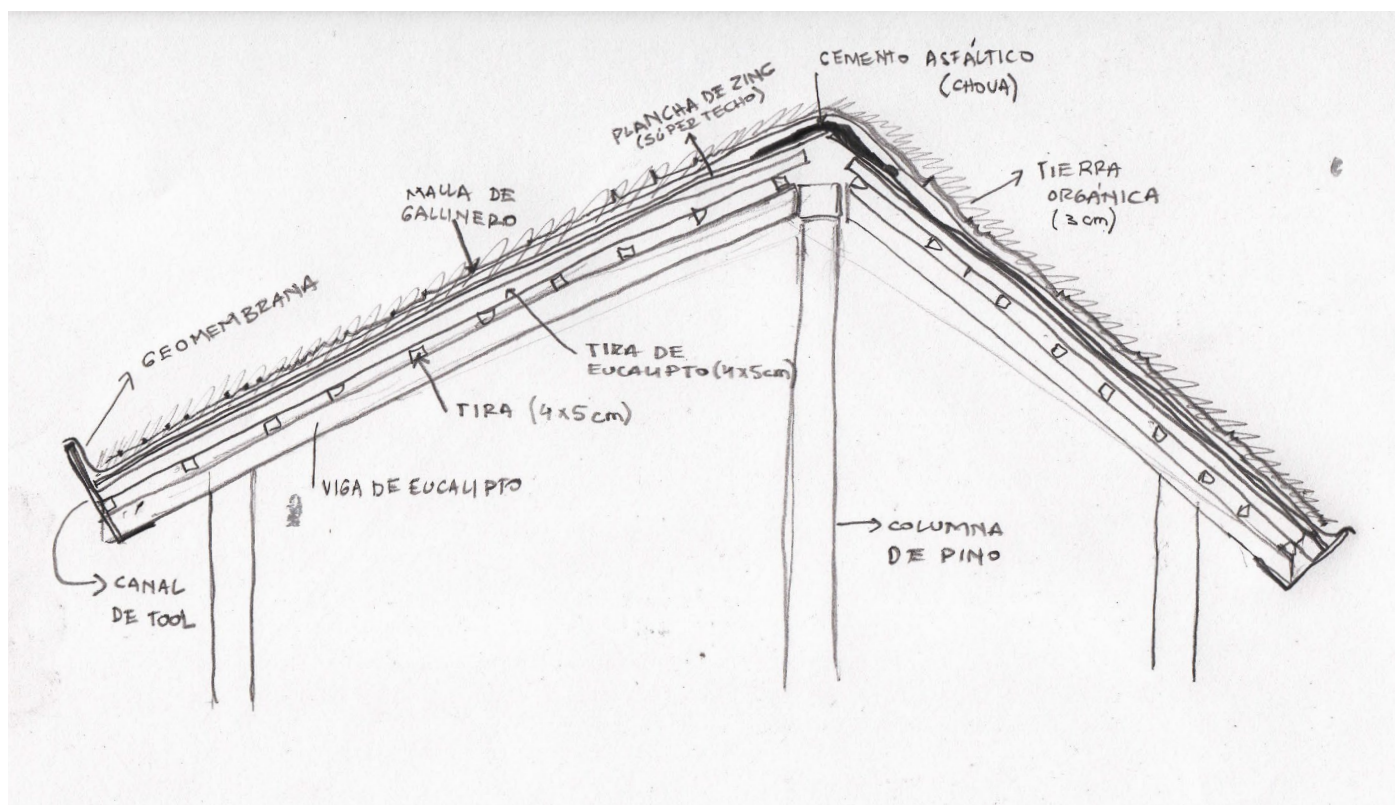 CEMENTO ASFÁLTICO
(CHOVA)
PLANCHA DE ZINC
(SÚPER TECHO)
TIERRA
ORGÁNICA
(3cm)
MALLA DE
GALLINERO
GEOMEMBRANA
TIRA DE
EUCALIPTO (4x5cm)
TIRA (4x5cm)
VIGA DE EUCALIPTO
COLUMNA
DE PINO
CANAL
DE TOOL